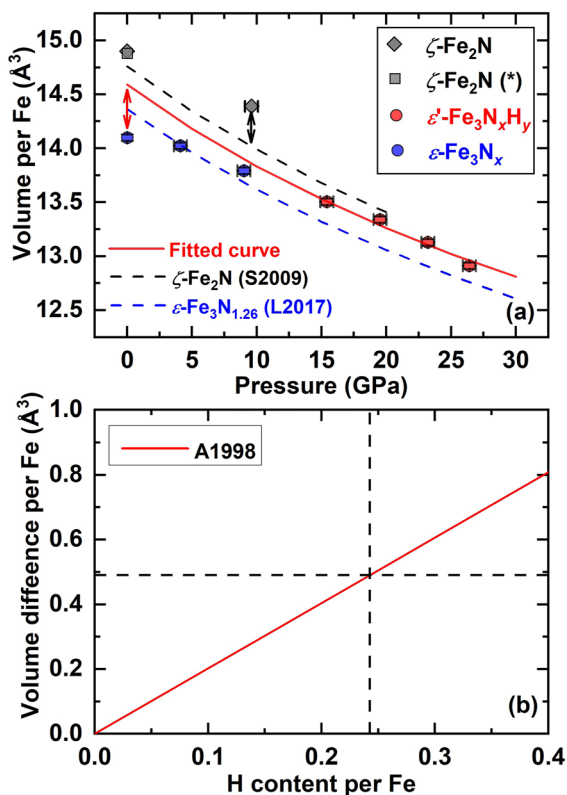 15.0
14.5
14.0
13.5
13.0
12.5
Volume per Fe (Å³)
(a)
ζ-Fe₂N
ζ-Fe₂N (*)
ε'-Fe₃NₓHᵧ
ε-Fe₃Nₓ
Fitted curve
ζ-Fe₂N (S2009)
ε-Fe₃N₁.₂₆ (L2017)
(a)
0 5 10 15 20 25 30
Pressure (GPa)
1.0
0.8
0.6
0.4
0.2
0.0
Volume diffeence per Fe (Å³)
A1998
(b)
0.0 0.1 0.2 0.3 0.4
H content per Fe